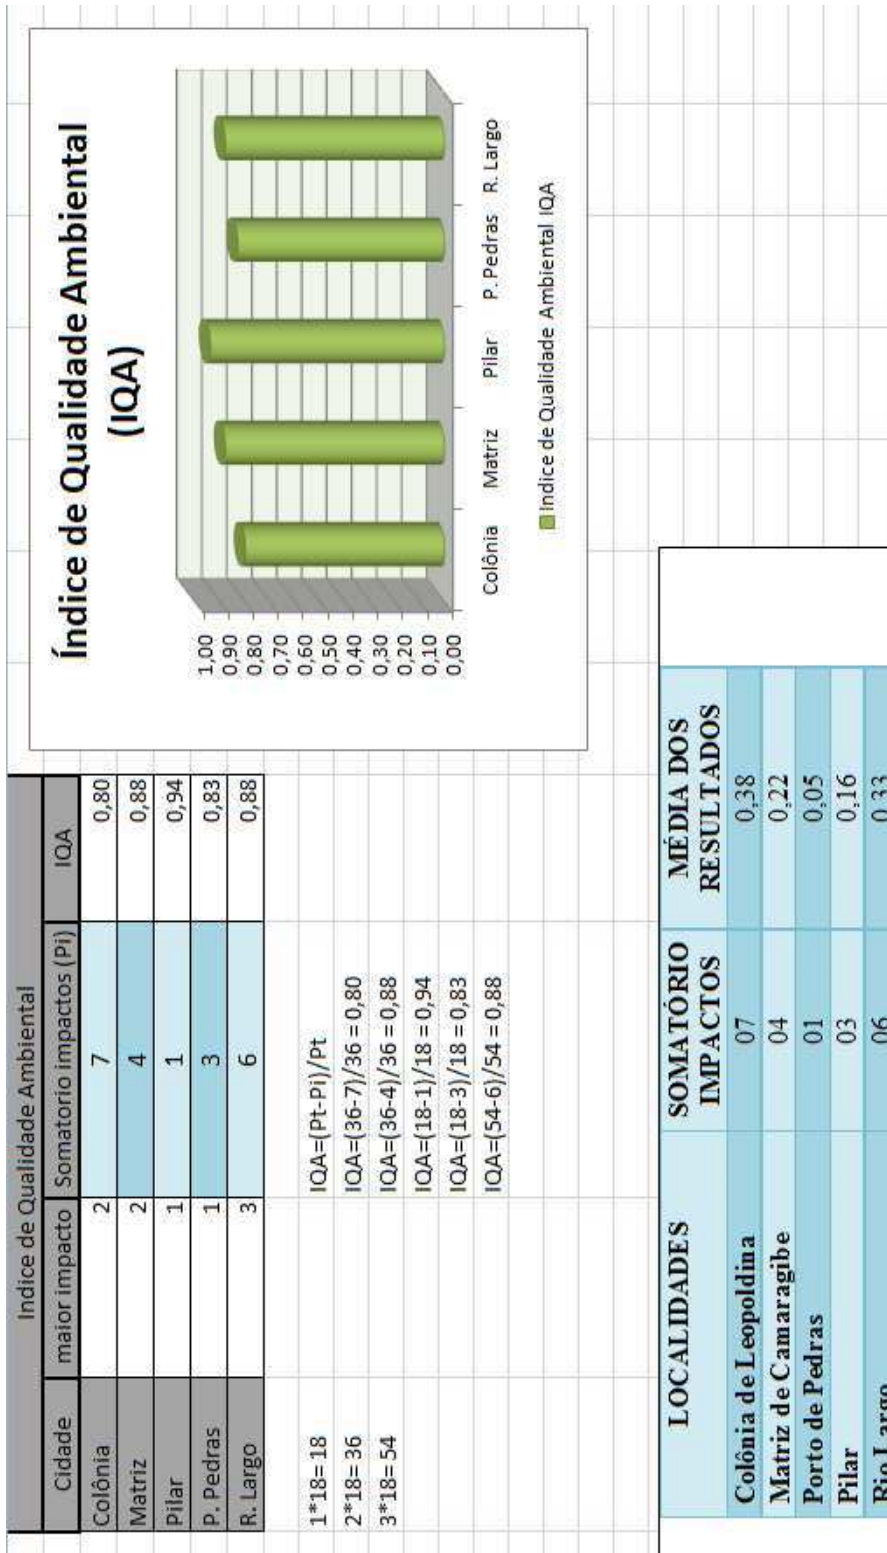 Indice de Qualidade Ambiental
Cidade maior impacto Somatorio impactos (Pi) IQA
Colônia 2 7 0,80
Matriz 2 4 0,88
Pilar 1 1 0,94
P. Pedras 1 3 0,83
R. Largo 3 6 0,88
1*18= 18 IQA=(Pt-Pi)/Pt
2*18= 36 IQA=(36-7)/36 = 0,80
3*18= 54 IQA=(36-4)/36 = 0,88
IQA=(18-1)/18 = 0,94
IQA=(18-3)/18 = 0,83
IQA=(54-6)/54 = 0,88
Índice de Qualidade Ambiental
(IQA)
1,00
0,90
0,80
0,70
0,60
0,50
0,40
0,30
0,20
0,10
0,00
Colônia Matriz Pilar P. Pedras R. Largo
Indice de Qualidade Ambiental IQA
LOCALIDADES SOMATÓRIO IMPACTOS MÉDIA DOS RESULTADOS
Colônia de Leopoldina 07 0,38
Matriz de Camaragibe 04 0,22
Porto de Pedras 01 0,05
Pilar 03 0,16
Rio Largo 06 0,33